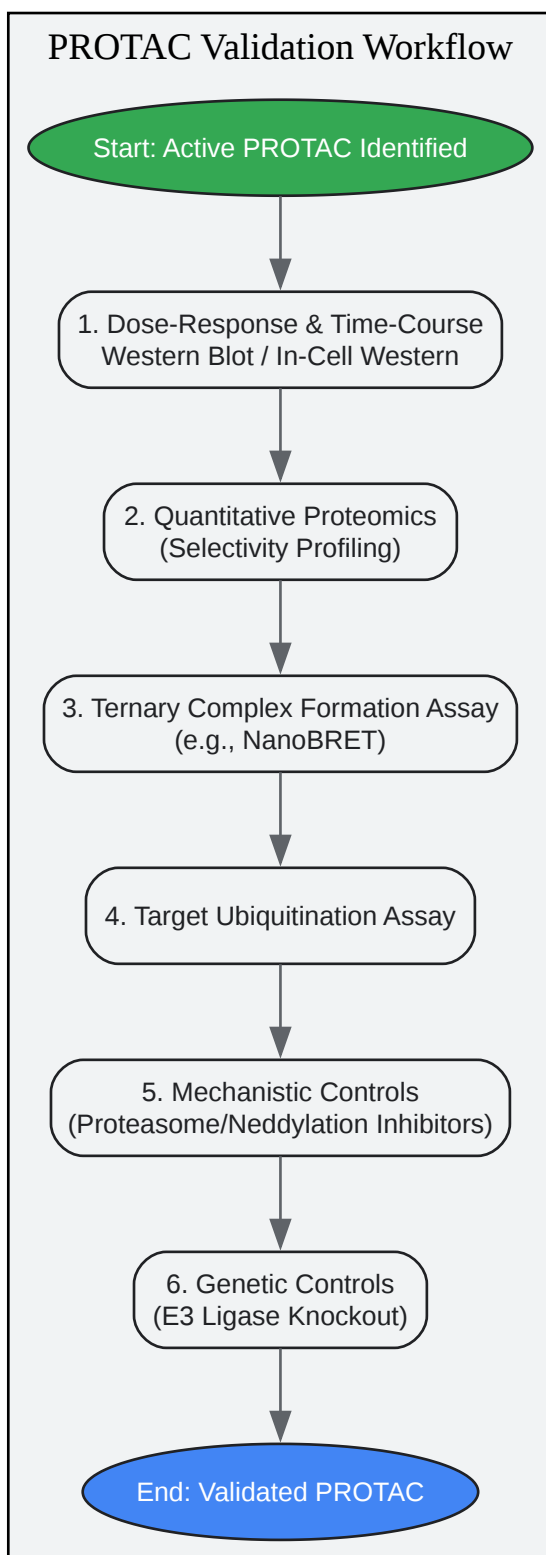 PROTAC Validation Workflow
Start: Active PROTAC Identified
1. Dose-Response & Time-Course
Western Blot / In-Cell Western
2. Quantitative Proteomics
(Selectivity Profiling)
3. Ternary Complex Formation Assay
(e.g., NanoBRET)
4. Target Ubiquitination Assay
5. Mechanistic Controls
(Proteasome/Neddylation Inhibitors)
6. Genetic Controls
(E3 Ligase Knockout)
End: Validated PROTAC